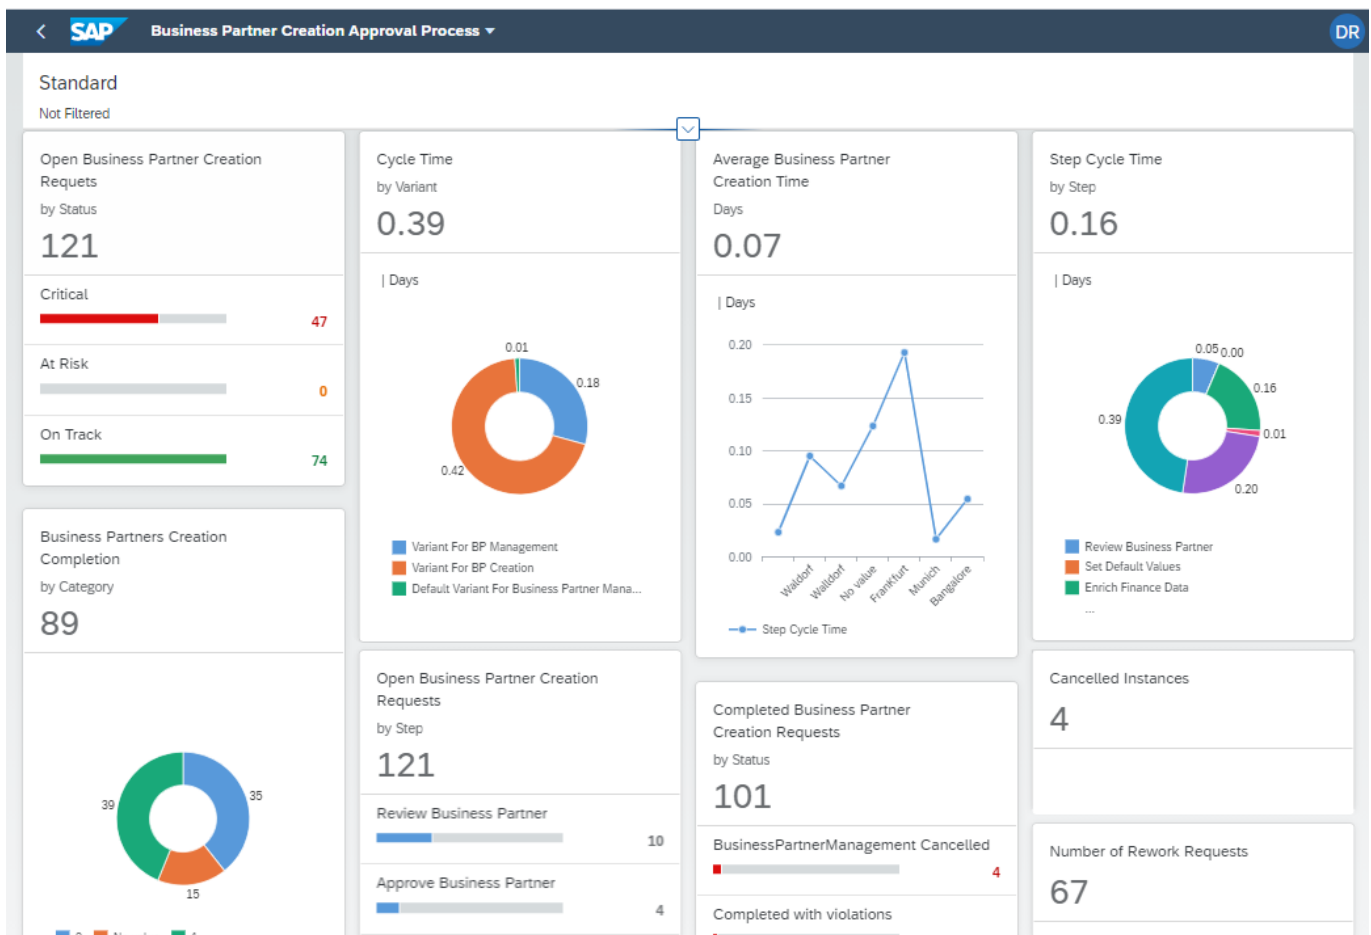 SAP Business Partner Creation Approval Process
DR
Standard
Not Filtered
Open Business Partner Creation
Requets
by Status
121
Critical
47
At Risk
0
On Track
74
Cycle Time
by Variant
0.39
| Days
0.01
0.18
0.42
Variant For BP Management
Variant For BP Creation
Default Variant For Business Partner Mana...
Average Business Partner
Creation Time
Days
0.07
| Days
0.20
0.15
0.10
0.05
0.00
Waldorf
Walldorf
No value
FranKfurt
Munich
Bangalore
Step Cycle Time
Step Cycle Time
by Step
0.16
| Days
0.05
0.00
0.16
0.39
0.01
0.20
Review Business Partner
Set Default Values
Enrich Finance Data
...
Business Partners Creation
Completion
by Category
89
39
35
15
Open Business Partner Creation
Requests
by Step
121
Review Business Partner
10
Approve Business Partner
4
Completed Business Partner
Creation Requests
by Status
101
BusinessPartnerManagement Cancelled
4
Completed with violations
Cancelled Instances
4
Number of Rework Requests
67